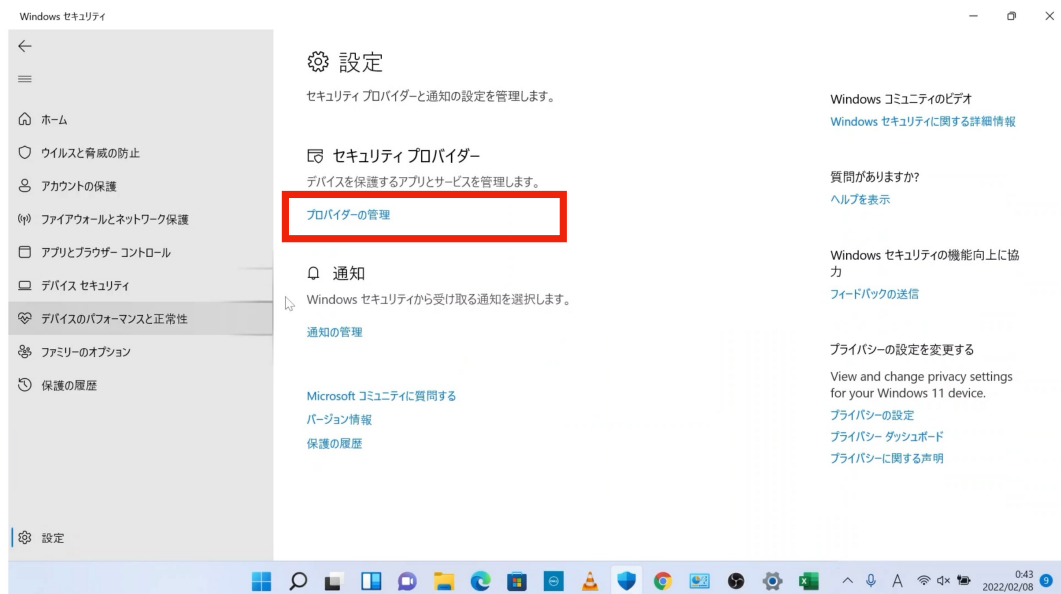 Windows セキュリティ
ホーム
ウイルスと脅威の防止
アカウントの保護
ファイアウォールとネットワーク保護
アプリとブラウザー コントロール
デバイス セキュリティ
デバイスのパフォーマンスと正常性
ファミリーのオプション
保護の履歴
設定
設定
セキュリティ プロバイダーと通知の設定を管理します。
セキュリティ プロバイダー
デバイスを保護するアプリとサービスを管理します。
プロバイダーの管理
通知
Windows セキュリティから受け取る通知を選択します。
通知の管理
Microsoft コミュニティに質問する
バージョン情報
保護の履歴
Windows コミュニティのビデオ
Windows セキュリティに関する詳細情報
質問がありますか?
ヘルプを表示
Windows セキュリティの機能向上に協
力
フィードバックの送信
プライバシーの設定を変更する
View and change privacy settings
for your Windows 11 device.
プライバシーの設定
プライバシー ダッシュボード
プライバシーに関する声明
A
0:43
2022/02/08
9